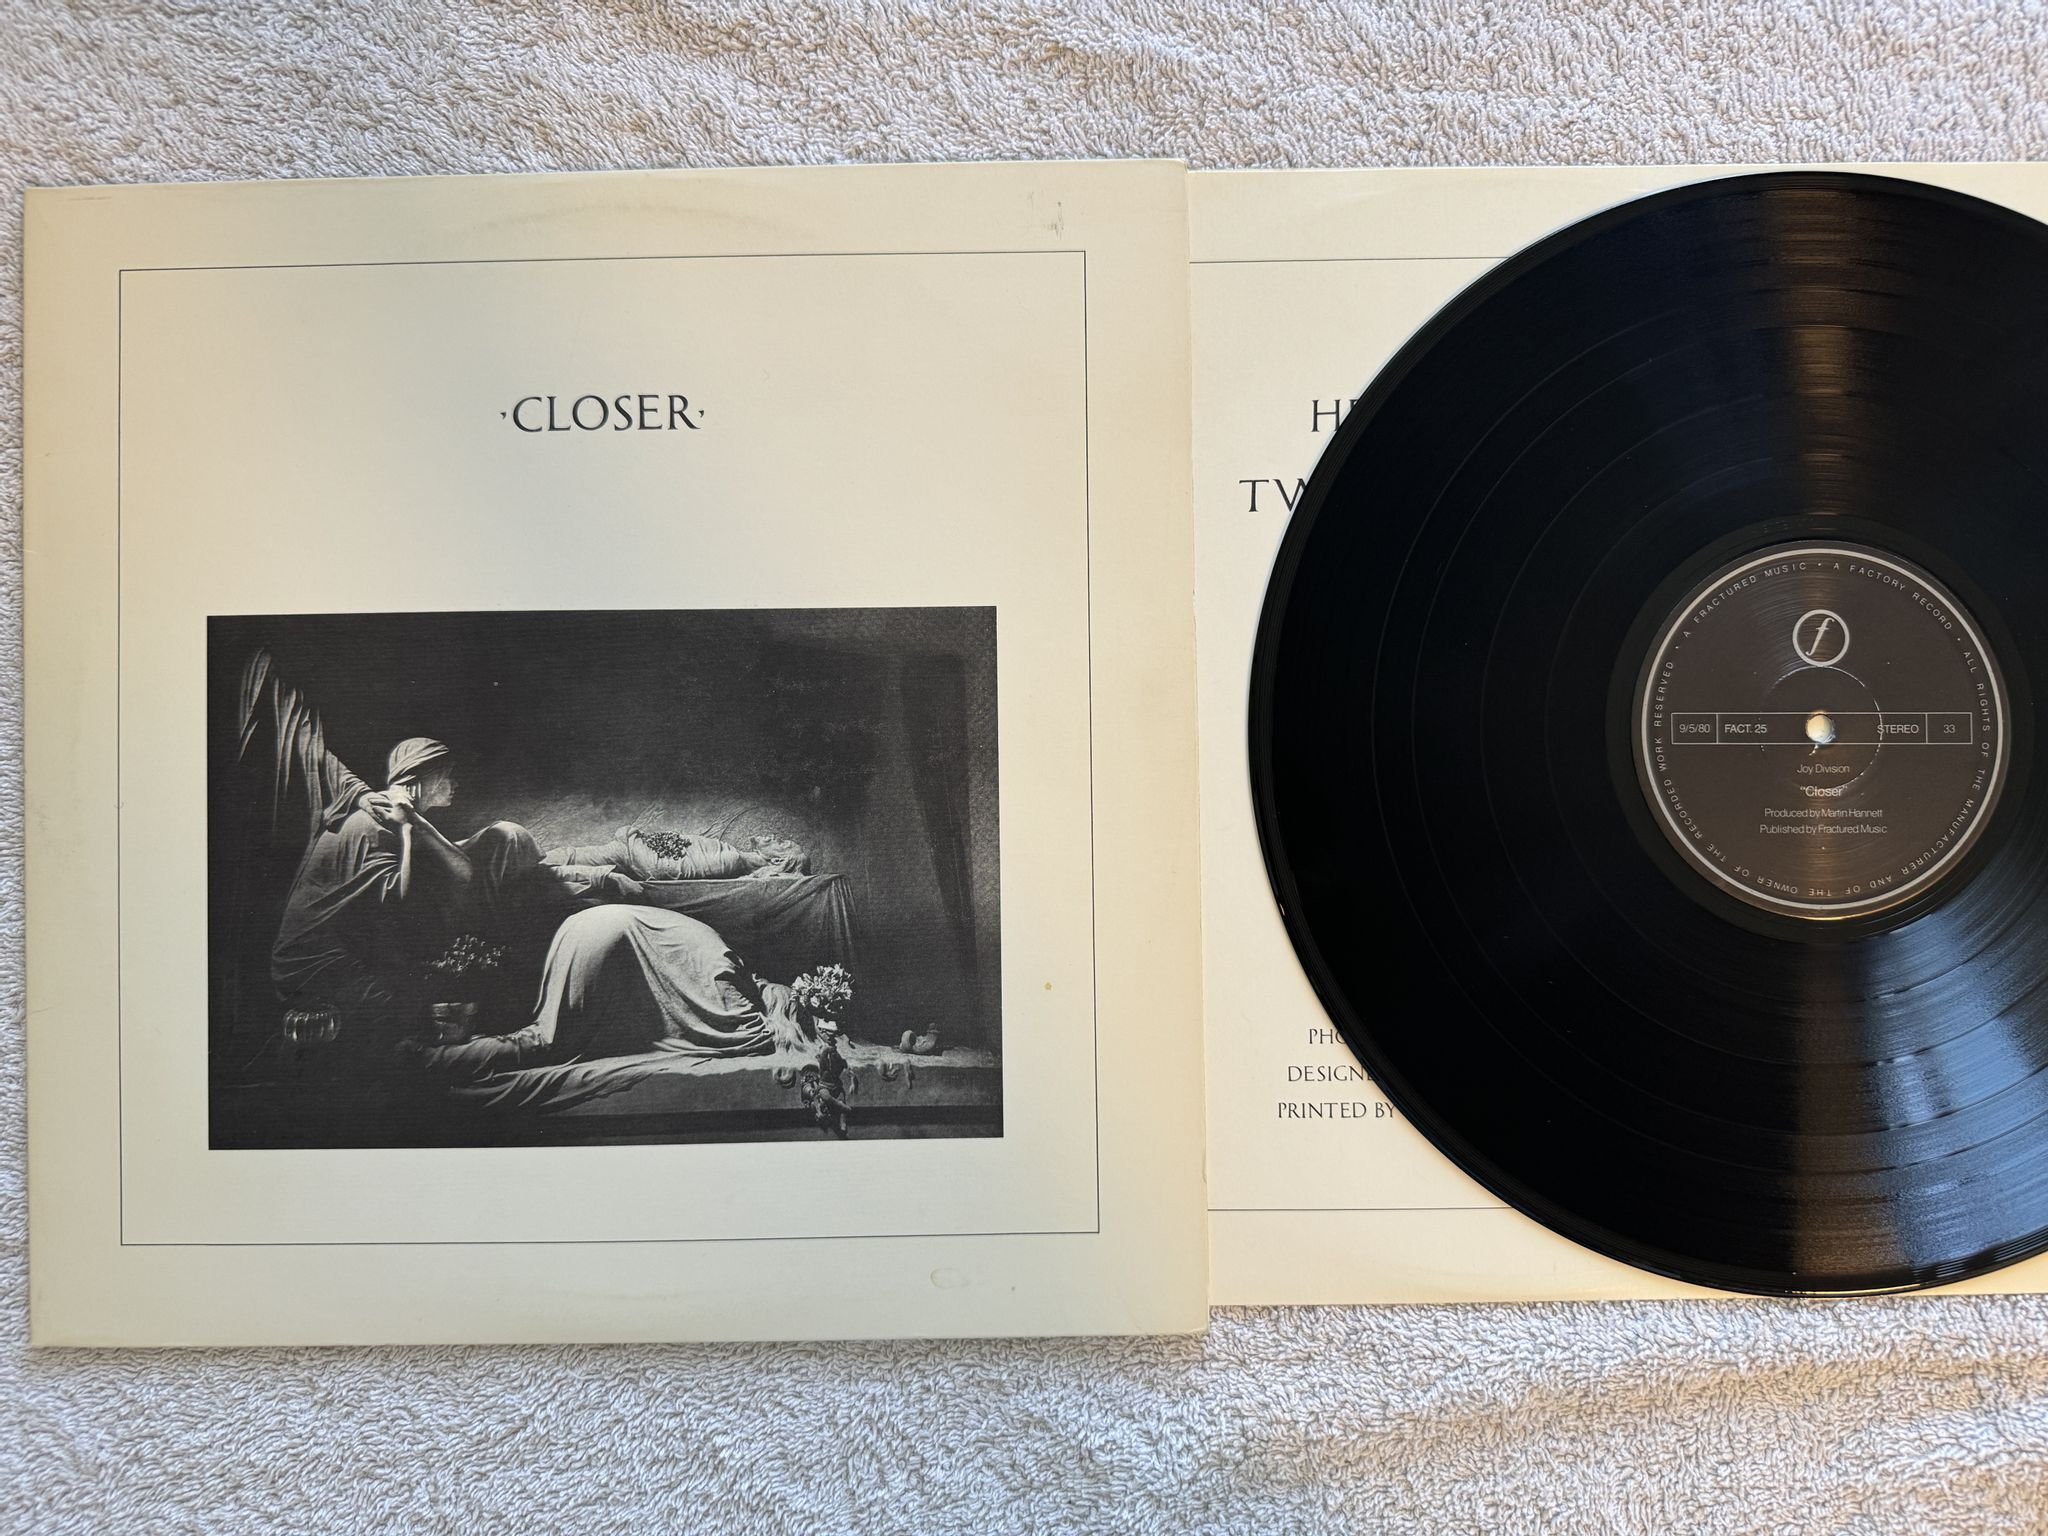 ·CLOSER·
TW
DESIGNE
PRINTED BY
A FRACTURED MUSIC · A FACTORY RECORD · ALL RIGHTS OF THE MANUFACTURER AND OF THE OWNER OF THE RECORDED WORK RESERVED ·
f
9/5/80 FACT. 25 STEREO 33
Joy Division
"Closer"
Produced by Martin Hannett
Published by Fractured Music